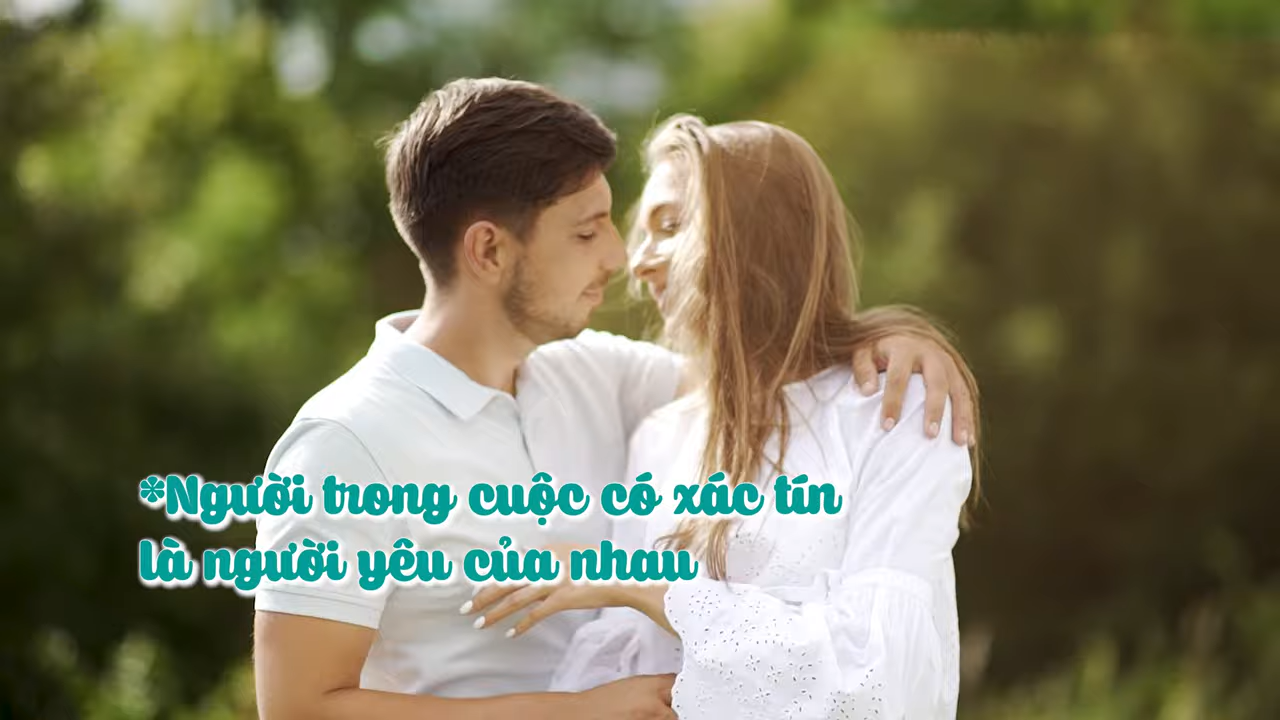 *Người trong cuộc có xác tín
là người yêu của nhau